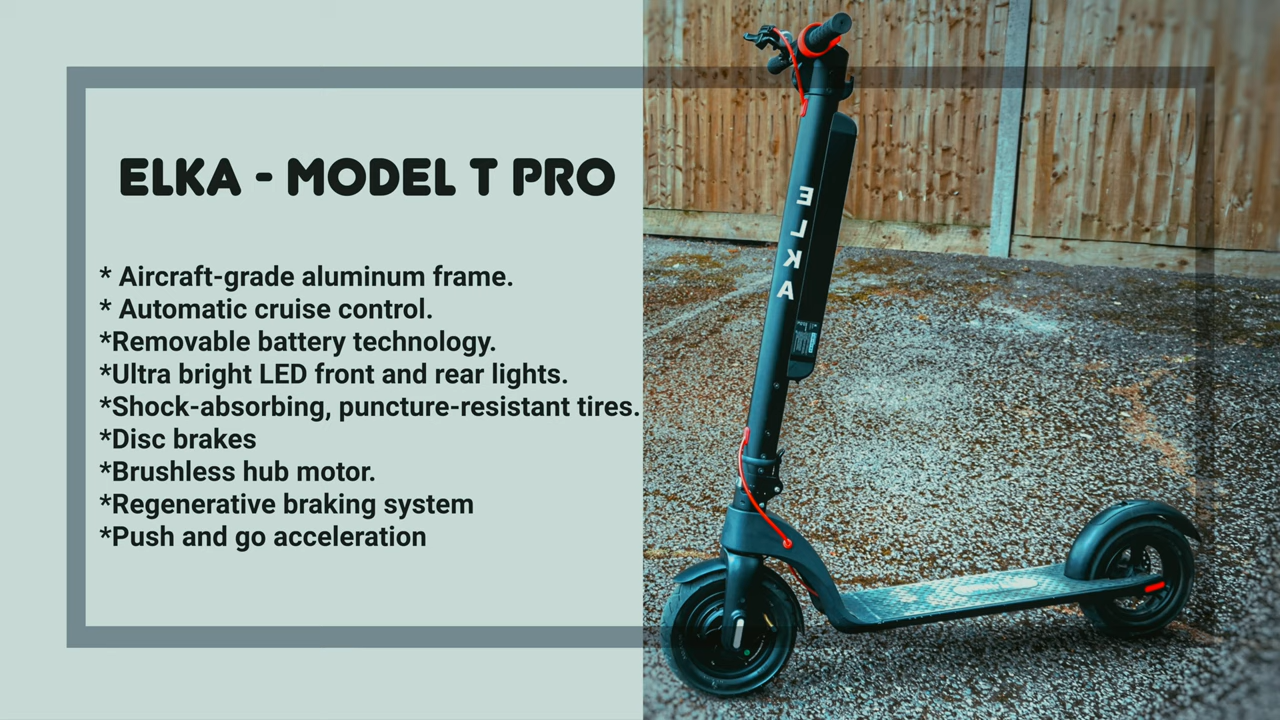 ELKA - MODEL T PRO
* Aircraft-grade aluminum frame.
* Automatic cruise control.
*Removable battery technology.
*Ultra bright LED front and rear lights.
*Shock-absorbing, puncture-resistant tires.
*Disc brakes
*Brushless hub motor.
*Regenerative braking system
*Push and go acceleration
ELKA